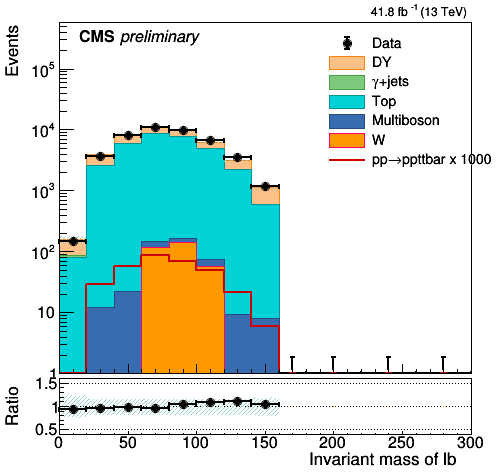 41.8 fb⁻¹ (13 TeV)
CMS preliminary
Events
Data
DY
γ+jets
Top
Multiboson
W
pp→ppttbar x 1000
10⁵
10⁴
10³
10²
10
1
Ratio
1.5
1
0.5
0 50 100 150 200 250 300
Invariant mass of lb